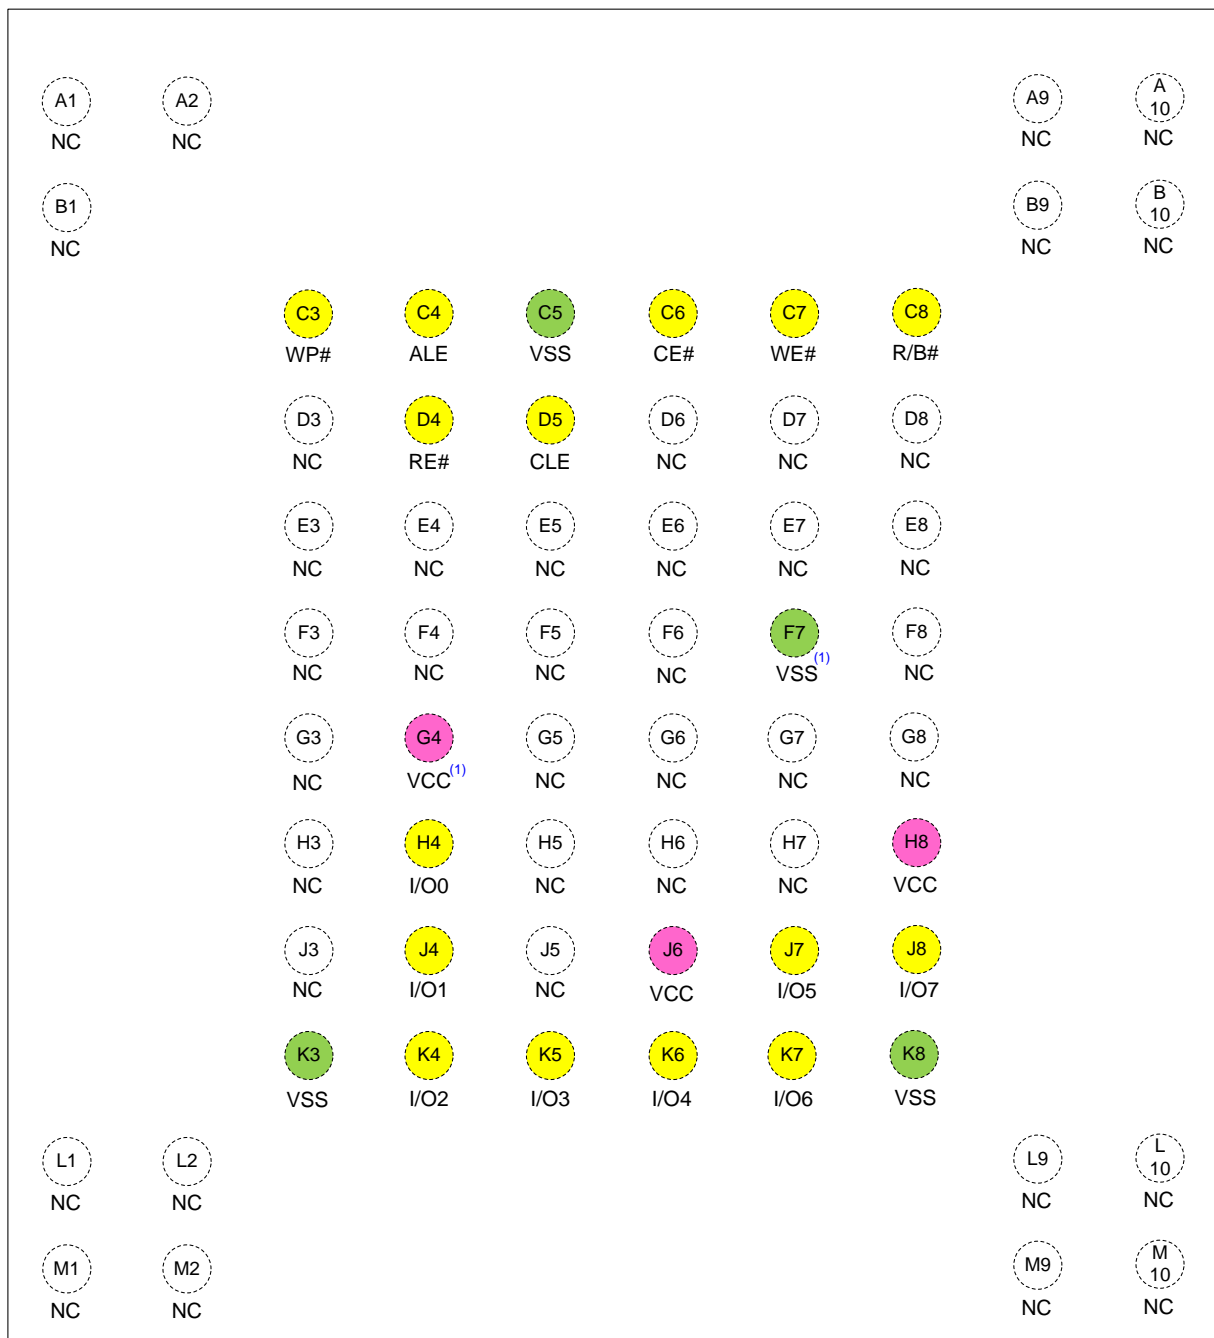 A1 A2 A9 A
10
NC NC NC NC
B1 B9 B
10
NC NC NC
C3 C4 C5 C6 C7 C8
WP# ALE VSS CE# WE# R/B#
D3 D4 D5 D6 D7 D8
NC RE# CLE NC NC NC
E3 E4 E5 E6 E7 E8
NC NC NC NC NC NC
F3 F4 F5 F6 F7 F8
NC NC NC NC VSS(1) NC
G3 G4 G5 G6 G7 G8
NC VCC(1) NC NC NC NC
H3 H4 H5 H6 H7 H8
NC I/O0 NC NC NC VCC
J3 J4 J5 J6 J7 J8
NC I/O1 NC VCC I/O5 I/O7
K3 K4 K5 K6 K7 K8
VSS I/O2 I/O3 I/O4 I/O6 VSS
L1 L2 L9 L
10
NC NC NC NC
M1 M2 M9 M
10
NC NC NC NC